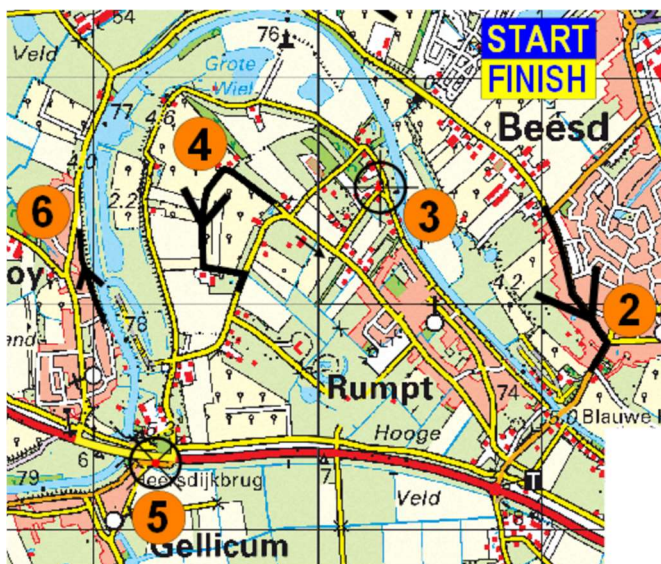 54
Veld
76
START
FINISH
Grote
Wiel
Beesd
77
4.6
4
4.0
2.2
6
3
oy
4.2
2
78
and
Rumpt
74
5.0 Blauwe
Hooge
6
7
T
79
Veld
5
Gellicum